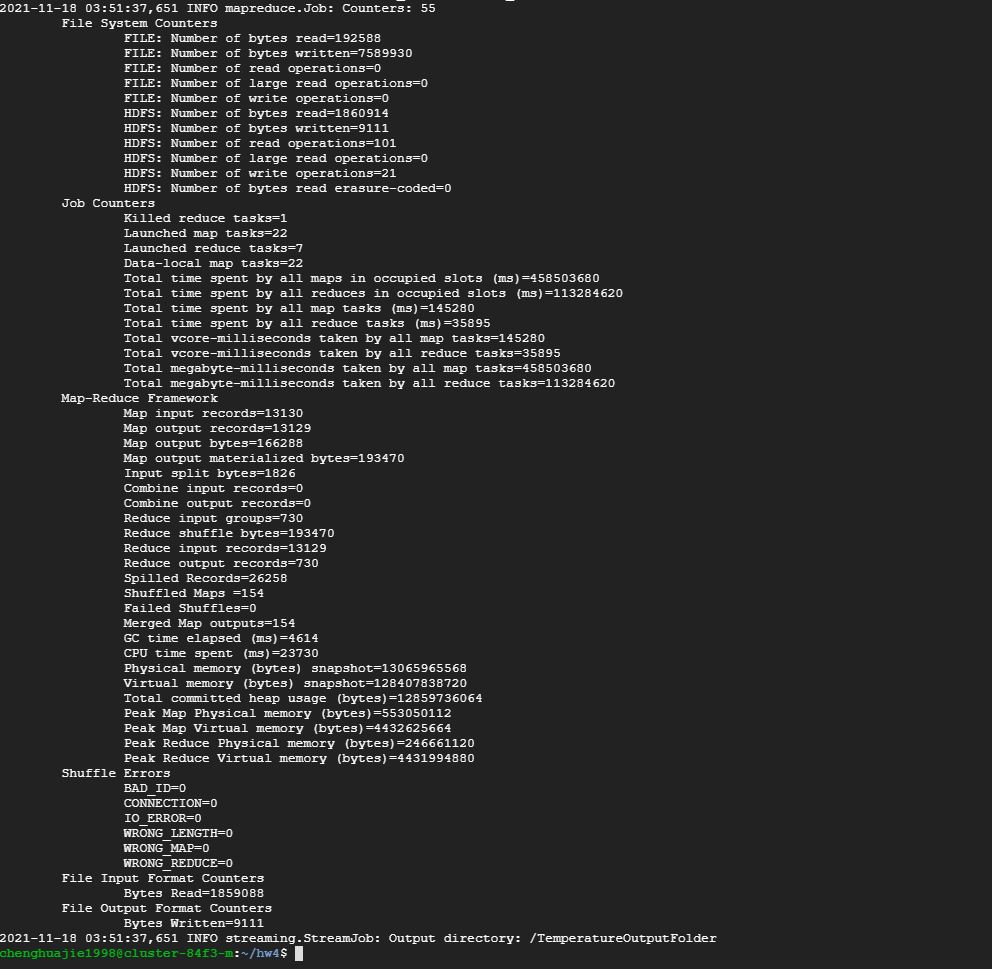 2021-11-18 03:51:37,651 INFO mapreduce.Job: Counters: 55
File System Counters
FILE: Number of bytes read=192588
FILE: Number of bytes written=7589930
FILE: Number of read operations=0
FILE: Number of large read operations=0
FILE: Number of write operations=0
HDFS: Number of bytes read=1860914
HDFS: Number of bytes written=9111
HDFS: Number of read operations=101
HDFS: Number of large read operations=0
HDFS: Number of write operations=21
HDFS: Number of bytes read erasure-coded=0
Job Counters
Killed reduce tasks=1
Launched map tasks=22
Launched reduce tasks=7
Data-local map tasks=22
Total time spent by all maps in occupied slots (ms)=458503680
Total time spent by all reduces in occupied slots (ms)=113284620
Total time spent by all map tasks (ms)=145280
Total time spent by all reduce tasks (ms)=35895
Total vcore-milliseconds taken by all map tasks=145280
Total vcore-milliseconds taken by all reduce tasks=35895
Total megabyte-milliseconds taken by all map tasks=458503680
Total megabyte-milliseconds taken by all reduce tasks=113284620
Map-Reduce Framework
Map input records=13130
Map output records=13129
Map output bytes=166288
Map output materialized bytes=193470
Input split bytes=1826
Combine input records=0
Combine output records=0
Reduce input groups=730
Reduce shuffle bytes=193470
Reduce input records=13129
Reduce output records=730
Spilled Records=26258
Shuffled Maps =154
Failed Shuffles=0
Merged Map outputs=154
GC time elapsed (ms)=4614
CPU time spent (ms)=23730
Physical memory (bytes) snapshot=13065965568
Virtual memory (bytes) snapshot=128407838720
Total committed heap usage (bytes)=12859736064
Peak Map Physical memory (bytes)=553050112
Peak Map Virtual memory (bytes)=4432625664
Peak Reduce Physical memory (bytes)=246661120
Peak Reduce Virtual memory (bytes)=4431994880
Shuffle Errors
BAD_ID=0
CONNECTION=0
IO_ERROR=0
WRONG_LENGTH=0
WRONG_MAP=0
WRONG_REDUCE=0
File Input Format Counters
Bytes Read=1859088
File Output Format Counters
Bytes Written=9111
2021-11-18 03:51:37,651 INFO streaming.StreamJob: Output directory: /TemperatureOutputFolder
chenghuajie1998@cluster-84f3-m:~/hw4$